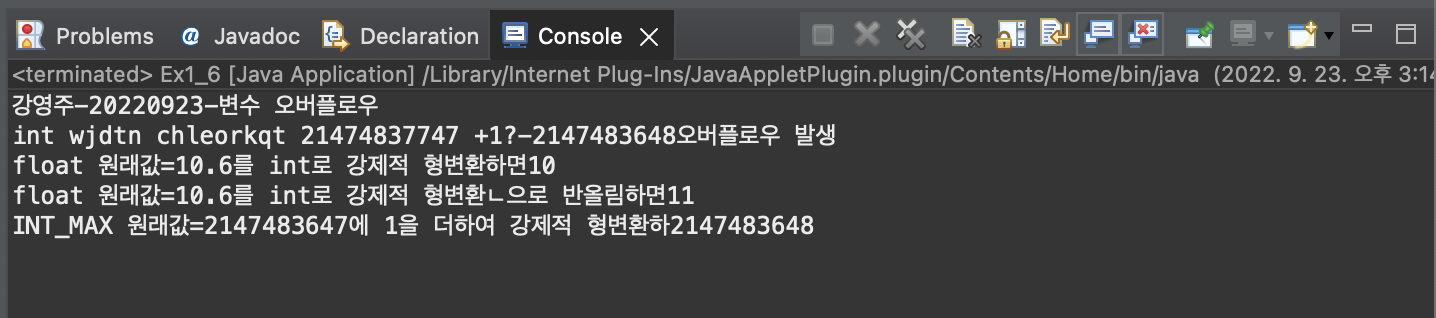 Problems @ Javadoc Declaration Console
<terminated> Ex1_6 [Java Application] /Library/Internet Plug-Ins/JavaAppletPlugin.plugin/Contents/Home/bin/java (2022. 9. 23. 오후 3:14
강영주-20220923-변수 오버플로우
int wjdtn chleorkqt 21474837747 +1?-2147483648오버플로우 발생
float 원래값=10.6를 int로 강제적 형변환하면10
float 원래값=10.6를 int로 강제적 형변환ㄴ으로 반올림하면11
INT_MAX 원래값=2147483647에 1을 더하여 강제적 형변환하2147483648